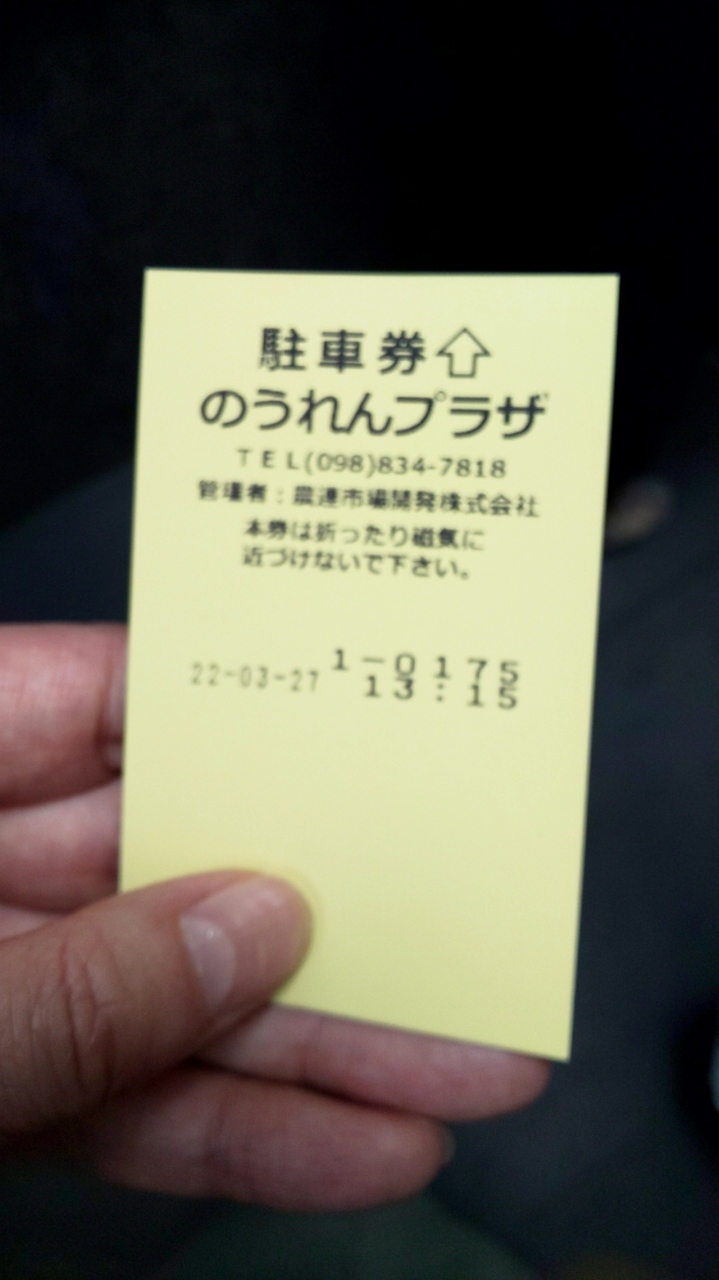 駐車券⇧
のうれんプラザ
TEL(098)834-7818
管理者：農連市場開発株式会社
本券は折ったり磁気に
近づけないで下さい。
1-0175
22-03-27 13:15